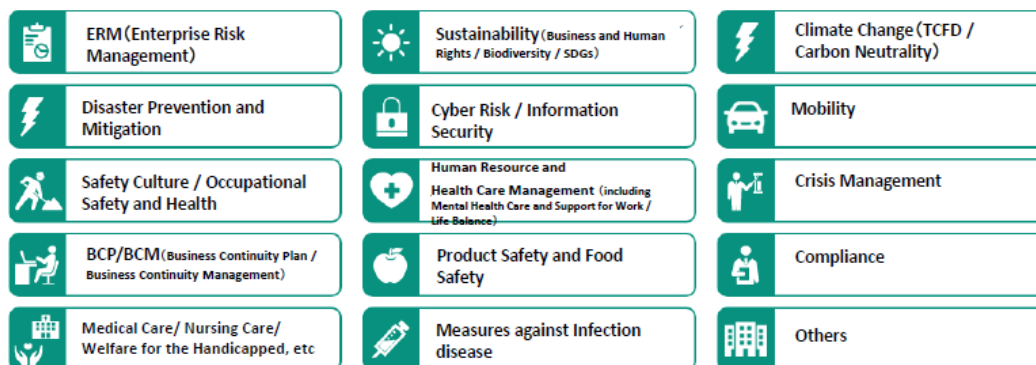 ERM（Enterprise Risk
Management）
Sustainability（Business and Human
Rights / Biodiversity / SDGs）
Climate Change（TCFD /
Carbon Neutrality）
Disaster Prevention and
Mitigation
Cyber Risk / Information
Security
Mobility
Safety Culture / Occupational
Safety and Health
Human Resource and
Health Care Management（including
Mental Health Care and Support for Work /
Life Balance）
Crisis Management
BCP/BCM（Business Continuity Plan /
Business Continuity Management）
Product Safety and Food
Safety
Compliance
Medical Care/ Nursing Care/
Welfare for the Handicapped, etc
Measures against Infection
disease
Others